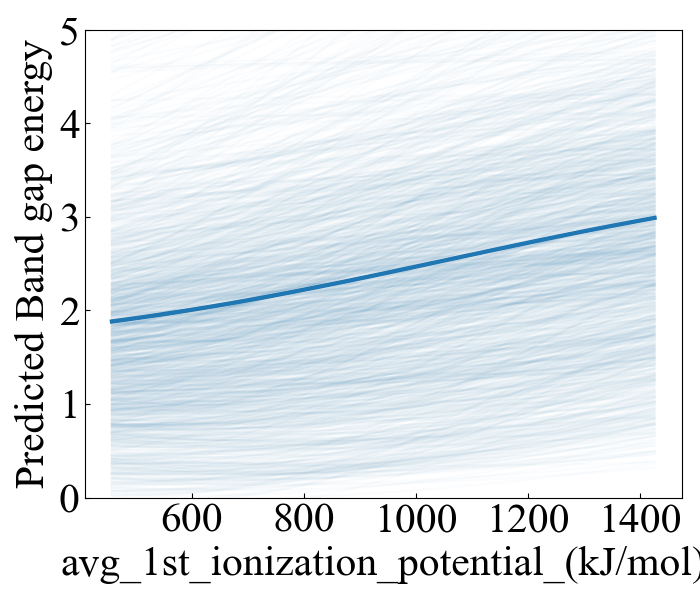 Predicted Band gap energy
5
4
3
2
1
0
600 800 1000 1200 1400
avg_1st_ionization_potential_(kJ/mol)